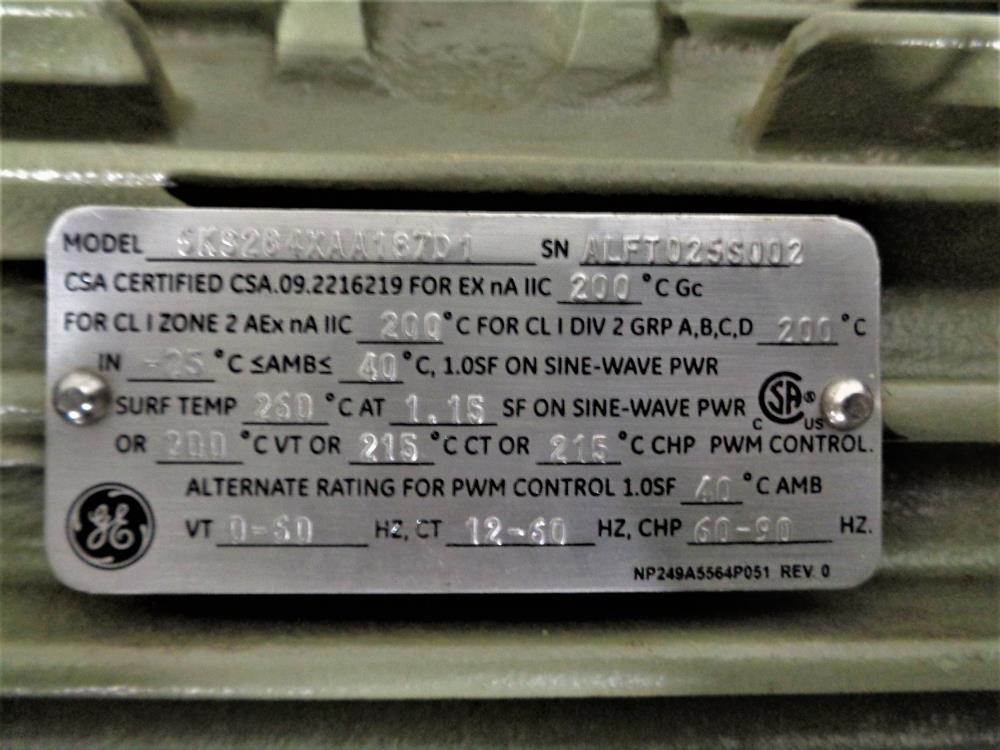 MODEL 5KS284XAA187D1 SN ALFT025S002
CSA CERTIFIED CSA.09.2216219 FOR EX nA IIC 200 °C Gc
FOR CL I ZONE 2 AEx nA IIC 200 °C FOR CL I DIV 2 GRP A,B,C,D 200 °C
IN -25 °C ≤AMB≤ 40 °C, 1.0SF ON SINE-WAVE PWR
SURF TEMP 260 °C AT 1.15 SF ON SINE-WAVE PWR
OR 200 °C VT OR 215 °C CT OR 215 °C CHP PWM CONTROL.
C SA ® US
ALTERNATE RATING FOR PWM CONTROL 1.0SF 40 °C AMB
GE
VT 0-60 HZ, CT 12-60 HZ, CHP 60-90 HZ.
NP249A5564P051 REV 0